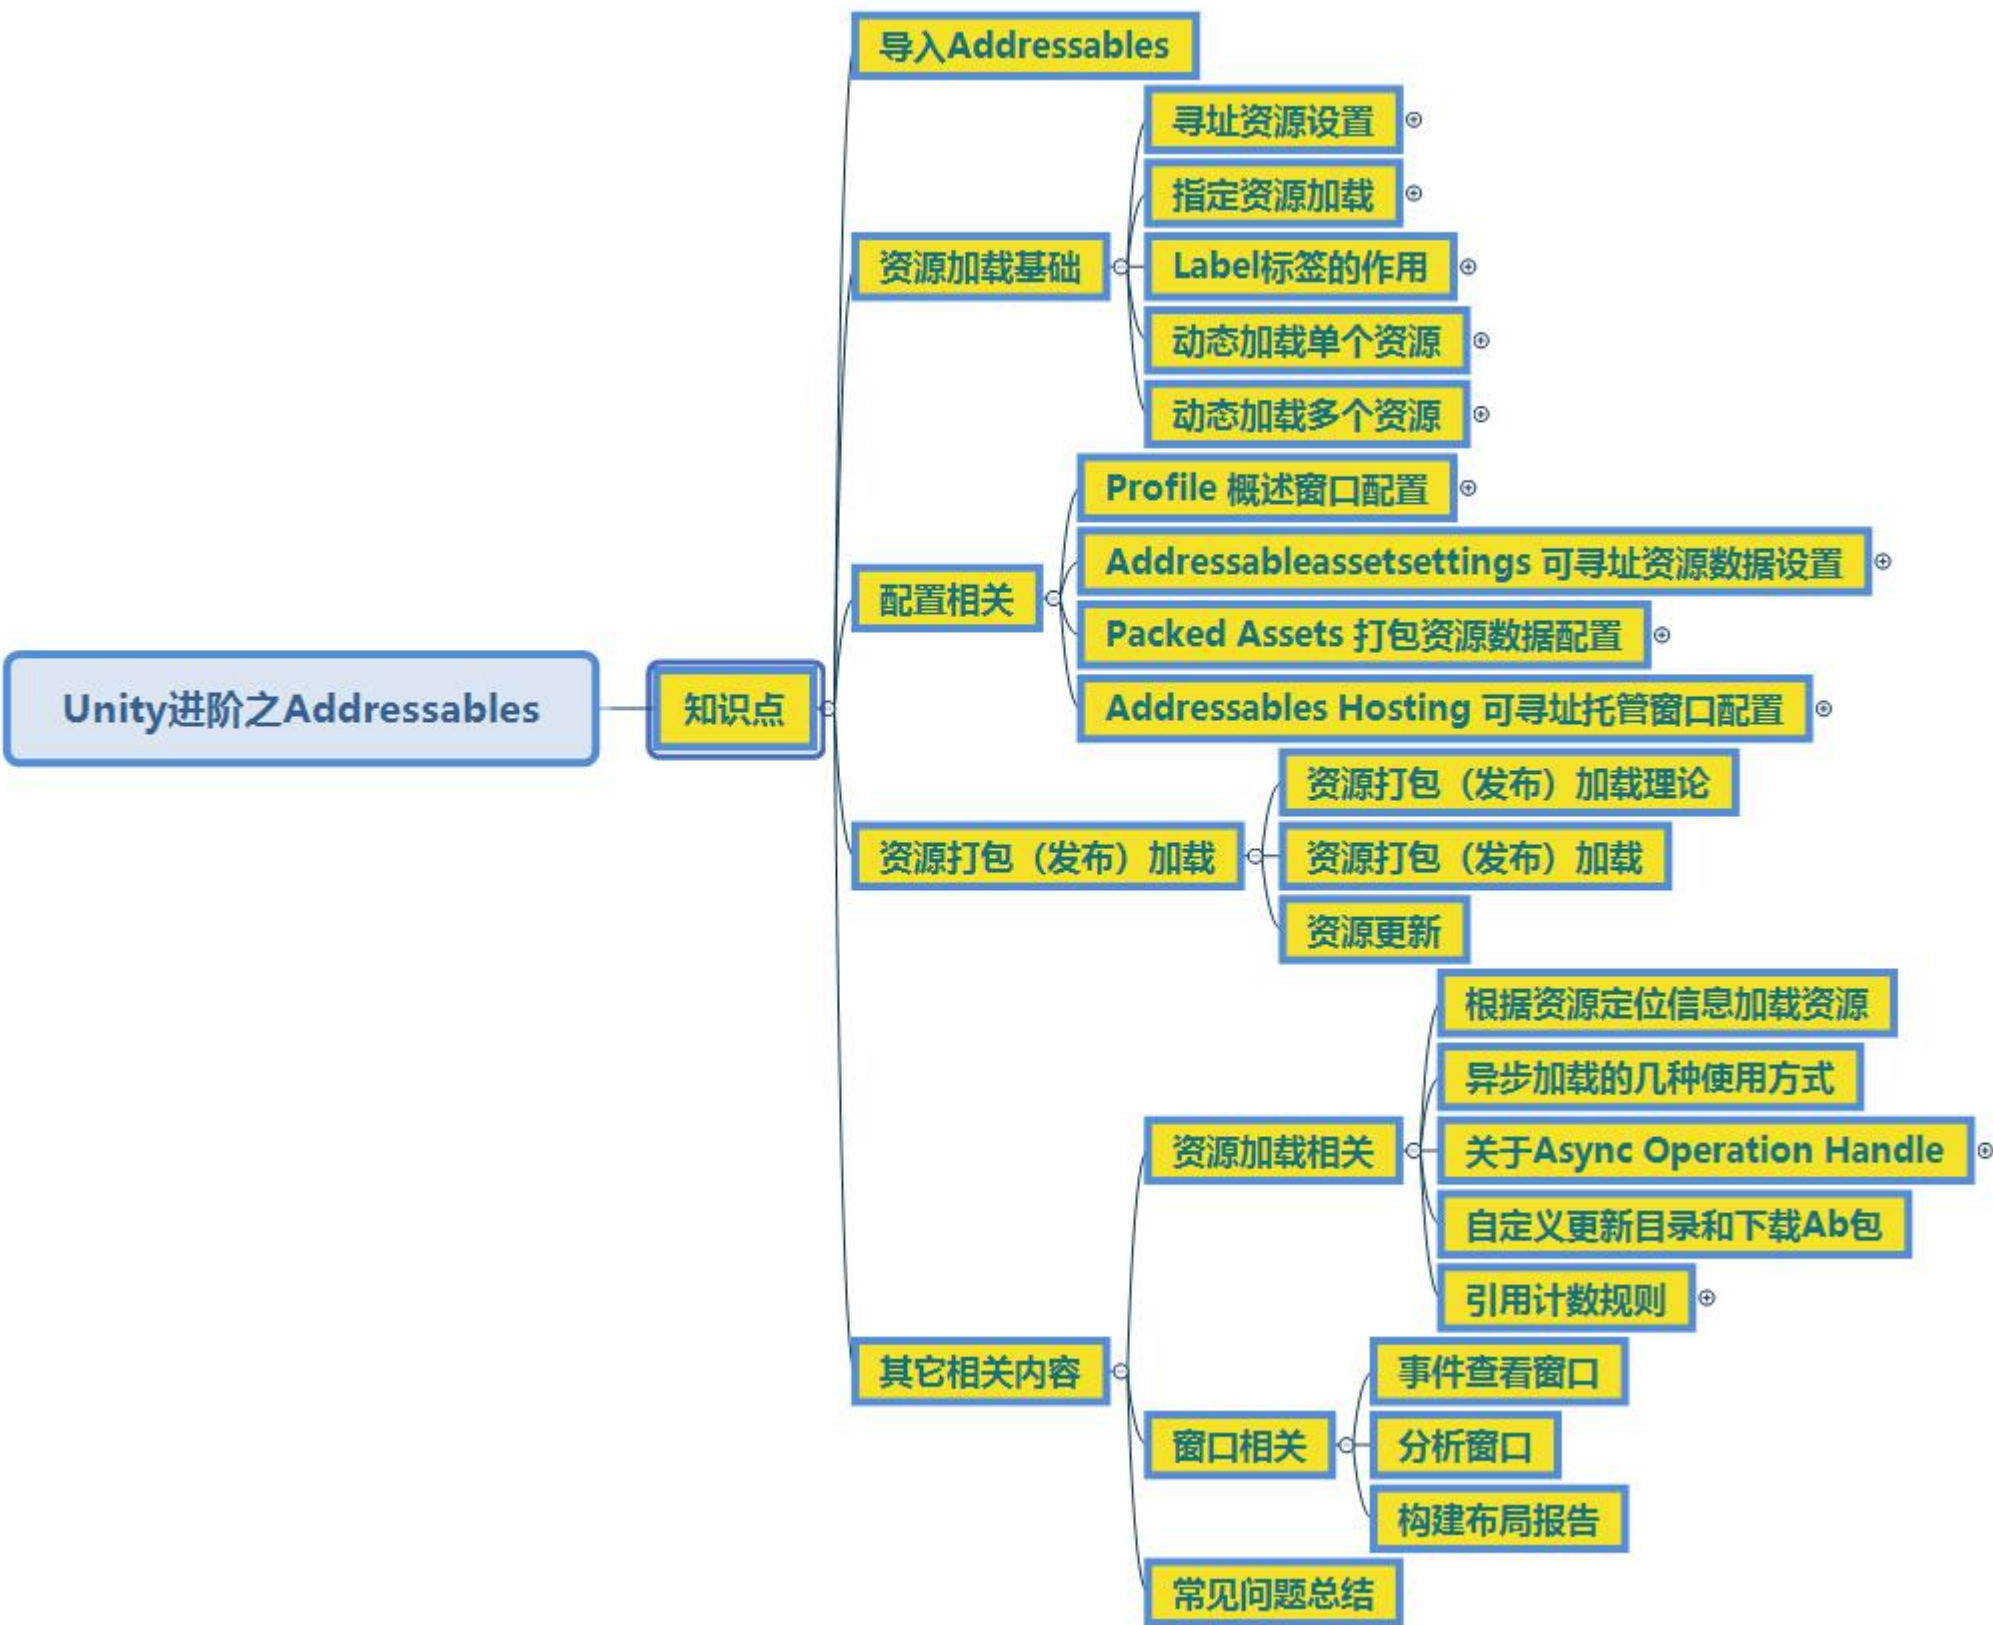 Unity进阶之Addressables
知识点
导入Addressables
资源加载基础
寻址资源设置
指定资源加载
Label标签的作用
动态加载单个资源
动态加载多个资源
配置相关
Profile 概述窗口配置
Addressableassetsettings 可寻址资源数据设置
Packed Assets 打包资源数据配置
Addressables Hosting 可寻址托管窗口配置
资源打包（发布）加载
资源打包（发布）加载理论
资源打包（发布）加载
资源更新
其它相关内容
资源加载相关
根据资源定位信息加载资源
异步加载的几种使用方式
关于Async Operation Handle
自定义更新目录和下载Ab包
引用计数规则
窗口相关
事件查看窗口
分析窗口
构建布局报告
常见问题总结